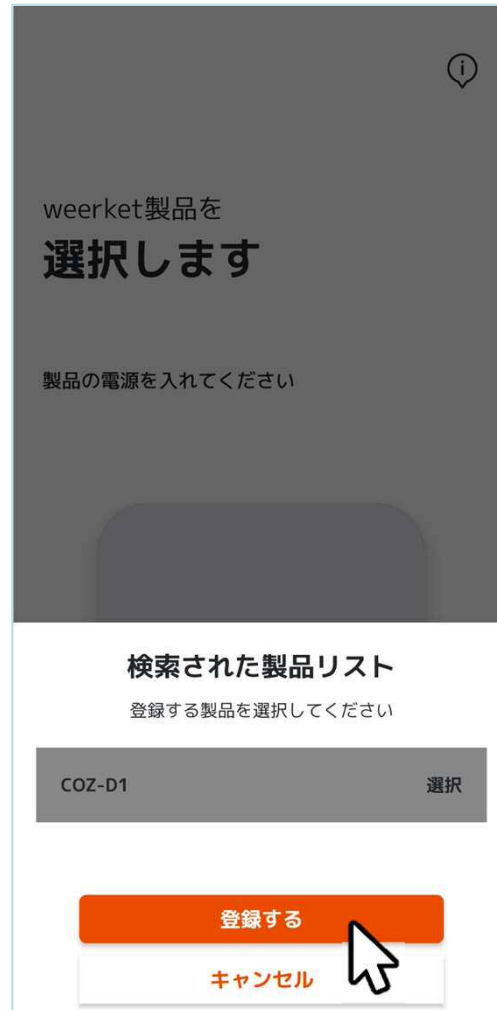 weerket製品を
選択します
製品の電源を入れてください
検索された製品リスト
登録する製品を選択してください
COZ-D1 選択
登録する
キャンセル